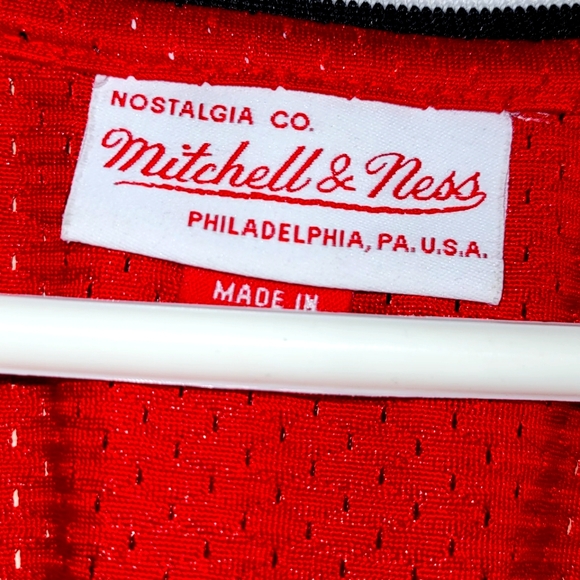 NOSTALGIA CO.
Mitchell & Ness
PHILADELPHIA, PA. U.S.A.
MADE IN